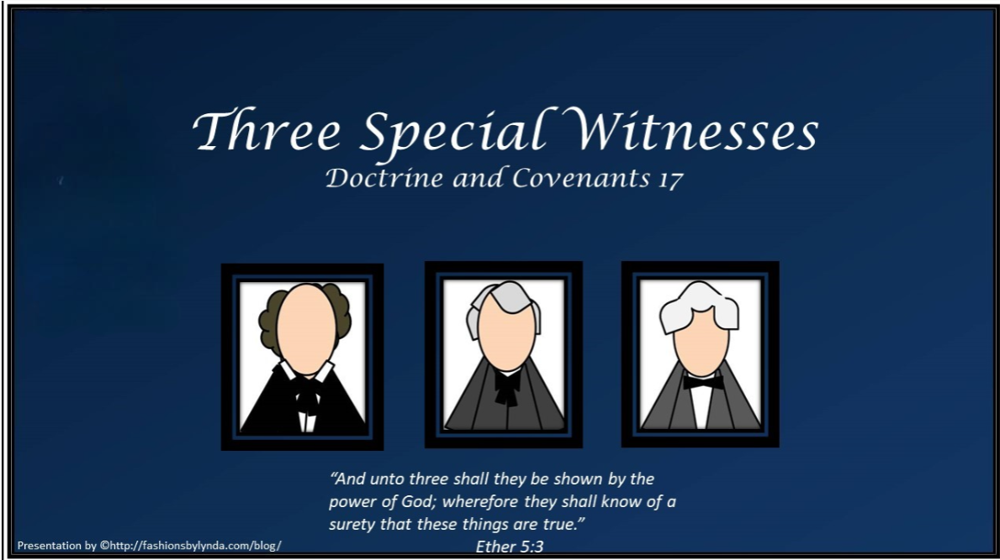 Three Special Witnesses
Doctrine and Covenants 17
“And unto three shall they be shown by the
power of God; wherefore they shall know of a
surety that these things are true.”
Ether 5:3
Presentation by ©http://fashionsbylynda.com/blog/